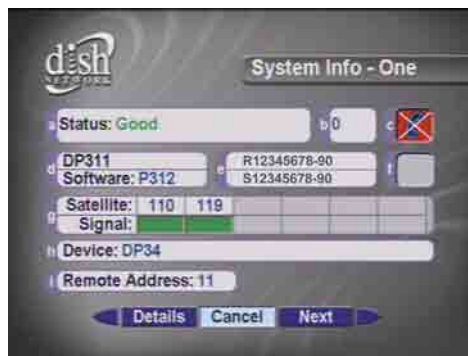 dish
NETWORK
System Info - One
a Status: Good b 0 c
d DP311 e R12345678-90 f
Software: P312 S12345678-90
g Satellite: 110 119
Signal:
h Device: DP34
i Remote Address: 11
Details Cancel Next